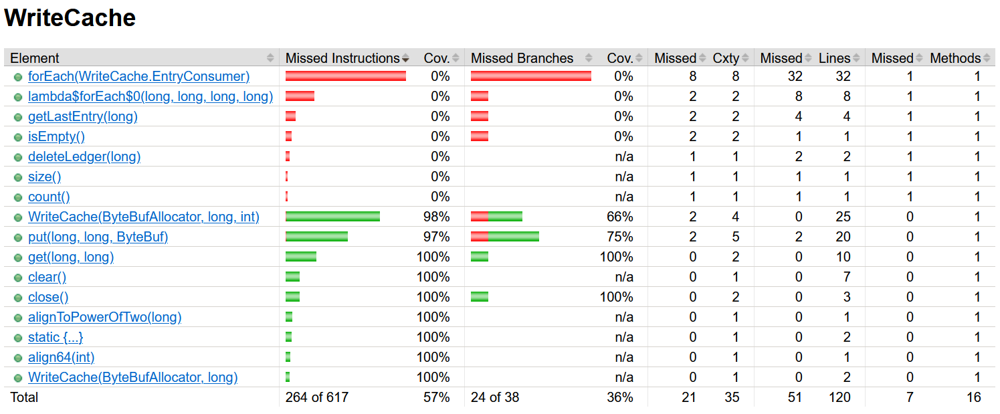 WriteCache
Element Missed Instructions Cov. Missed Branches Cov. Missed Cxty Missed Lines Missed Methods
forEach(WriteCache.EntryConsumer) 0% 0% 8 8 32 32 1 1
lambda$forEach$0(long, long, long, long) 0% 0% 2 2 8 8 1 1
getLastEntry(long) 0% 0% 2 2 4 4 1 1
isEmpty() 0% 0% 2 2 1 1 1 1
deleteLedger(long) 0% n/a 1 1 2 2 1 1
size() 0% n/a 1 1 1 1 1 1
count() 0% n/a 1 1 1 1 1 1
WriteCache(ByteBufAllocator, long, int) 98% 66% 2 4 0 25 0 1
put(long, long, ByteBuf) 97% 75% 2 5 2 20 0 1
get(long, long) 100% 100% 0 2 0 10 0 1
clear() 100% n/a 0 1 0 7 0 1
close() 100% 100% 0 2 0 3 0 1
alignToPowerOfTwo(long) 100% n/a 0 1 0 1 0 1
static {...} 100% n/a 0 1 0 2 0 1
align64(int) 100% n/a 0 1 0 1 0 1
WriteCache(ByteBufAllocator, long) 100% n/a 0 1 0 2 0 1
Total 264 of 617 57% 24 of 38 36% 21 35 51 120 7 16